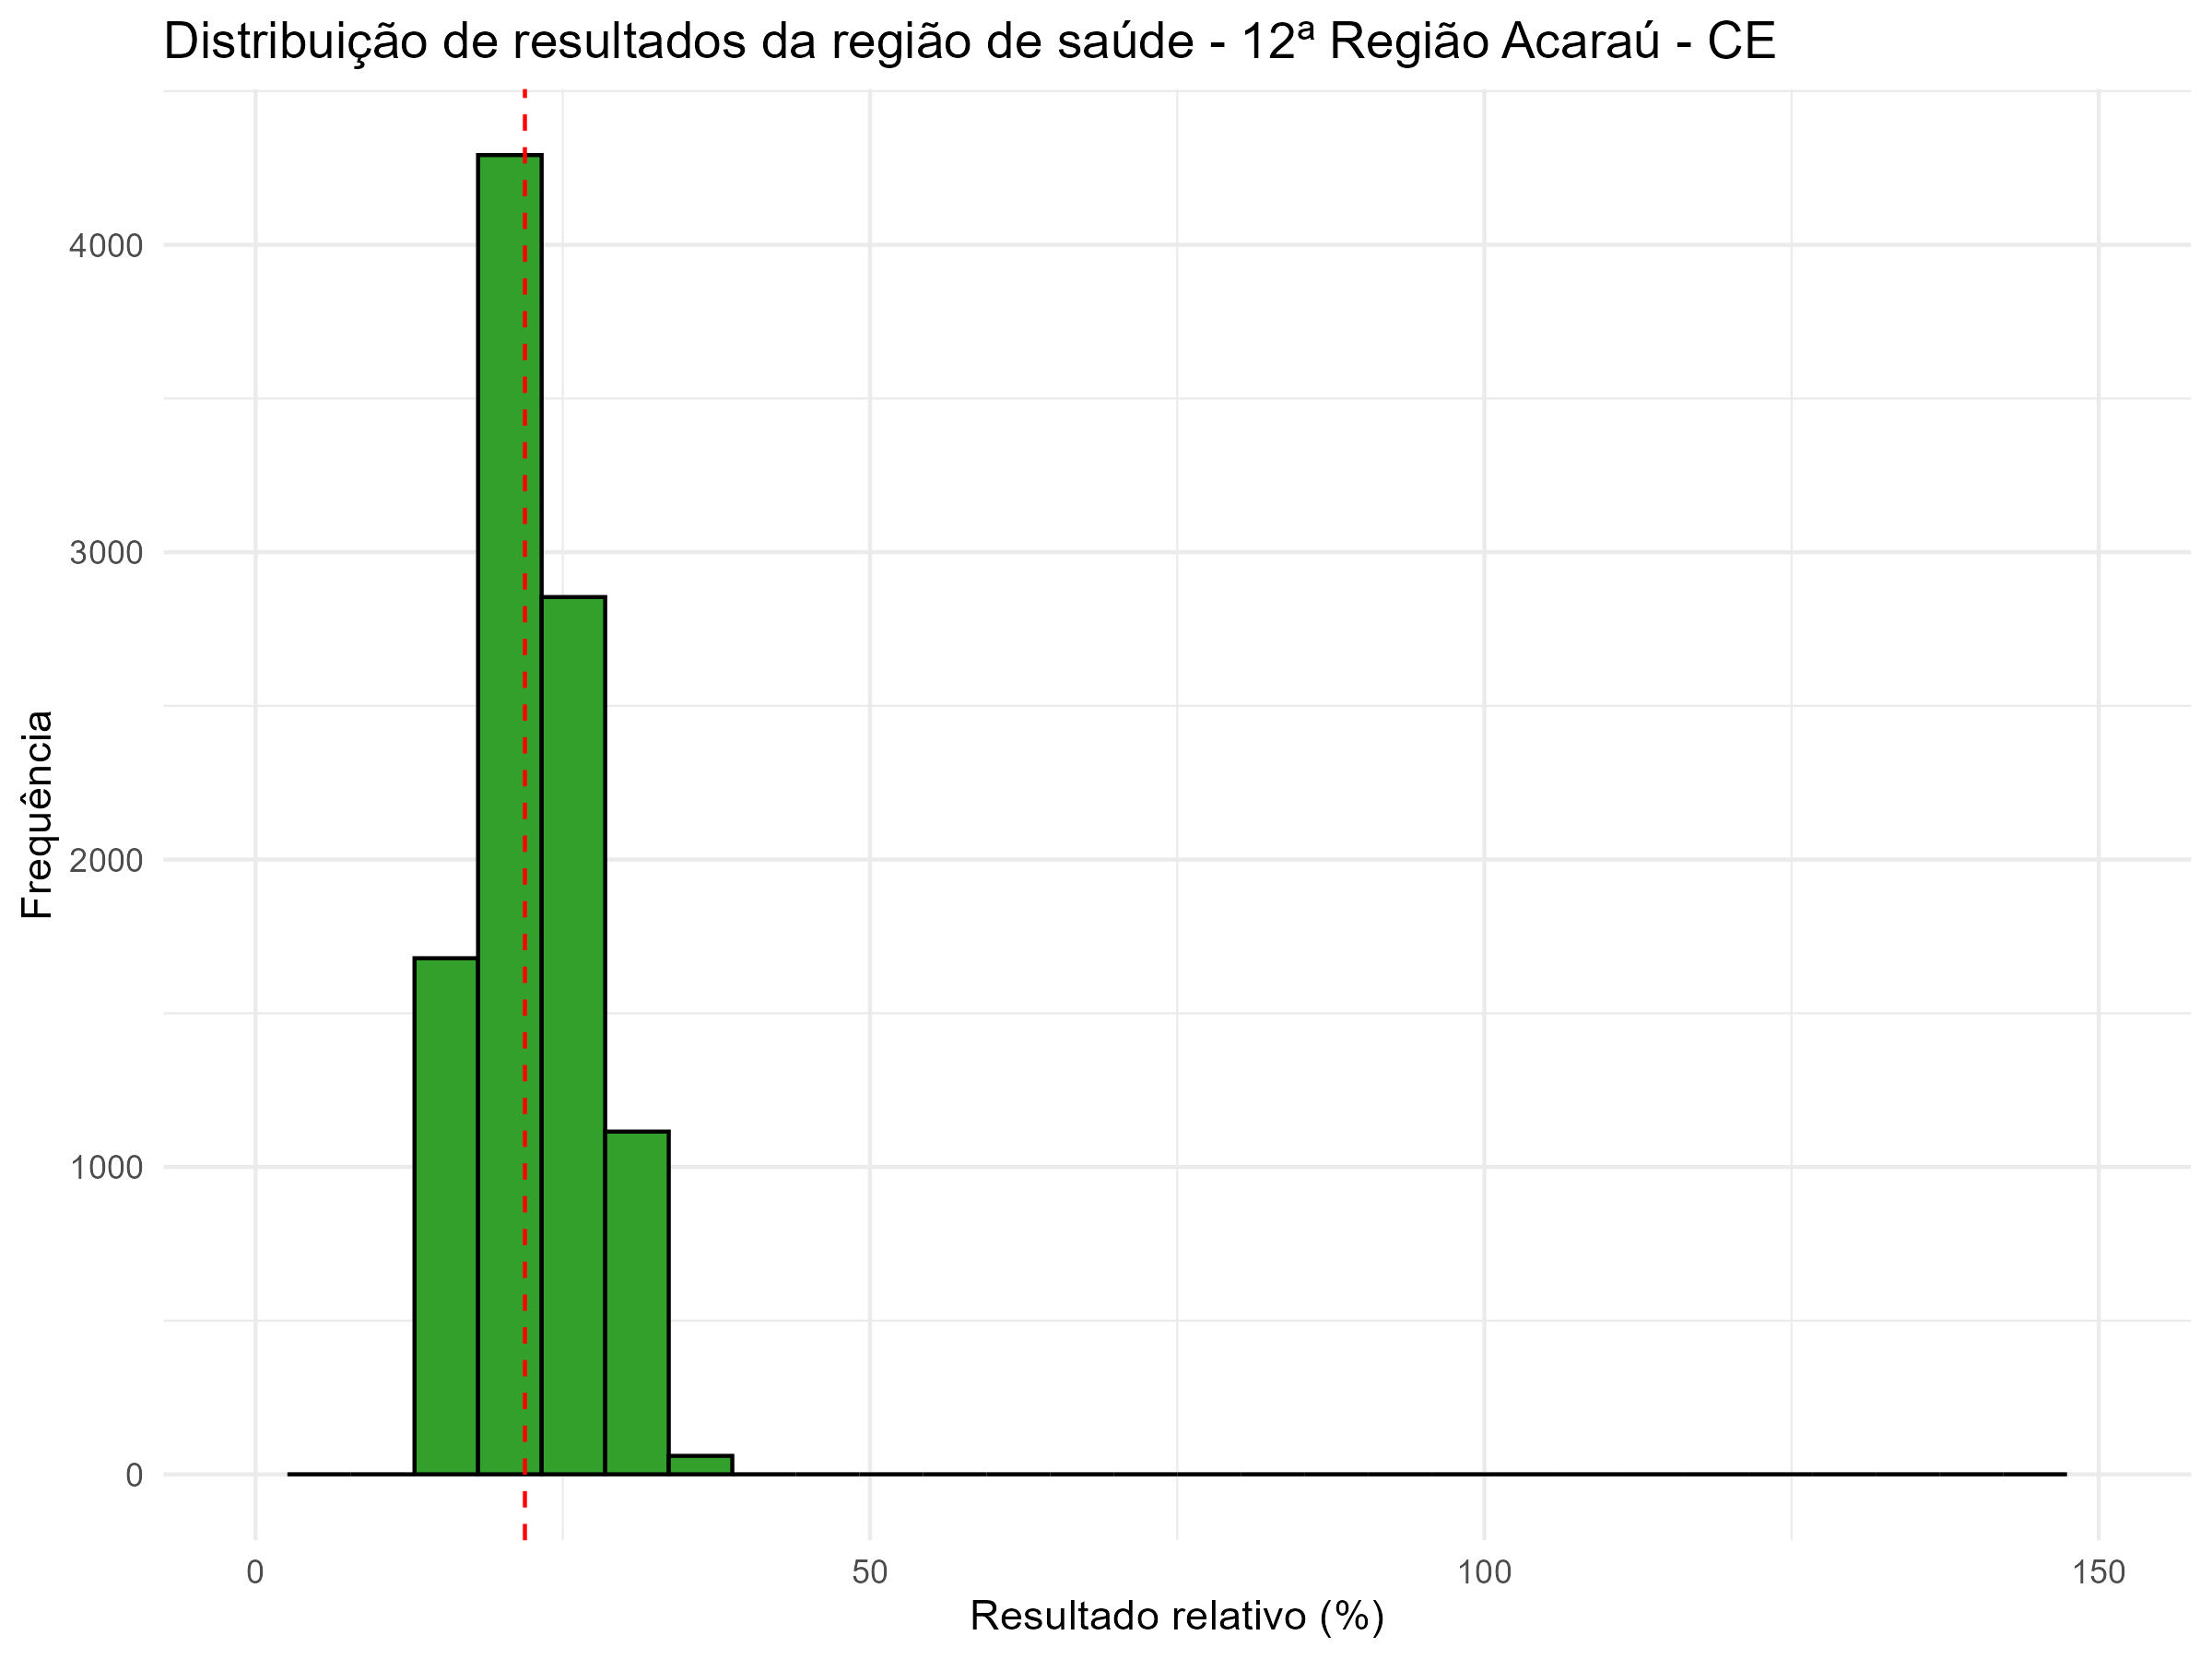 Distribuição de resultados da região de saúde - 12ª Região Acaraú - CE
Frequência
4000
3000
2000
1000
0
0 50 100 150
Resultado relativo (%)